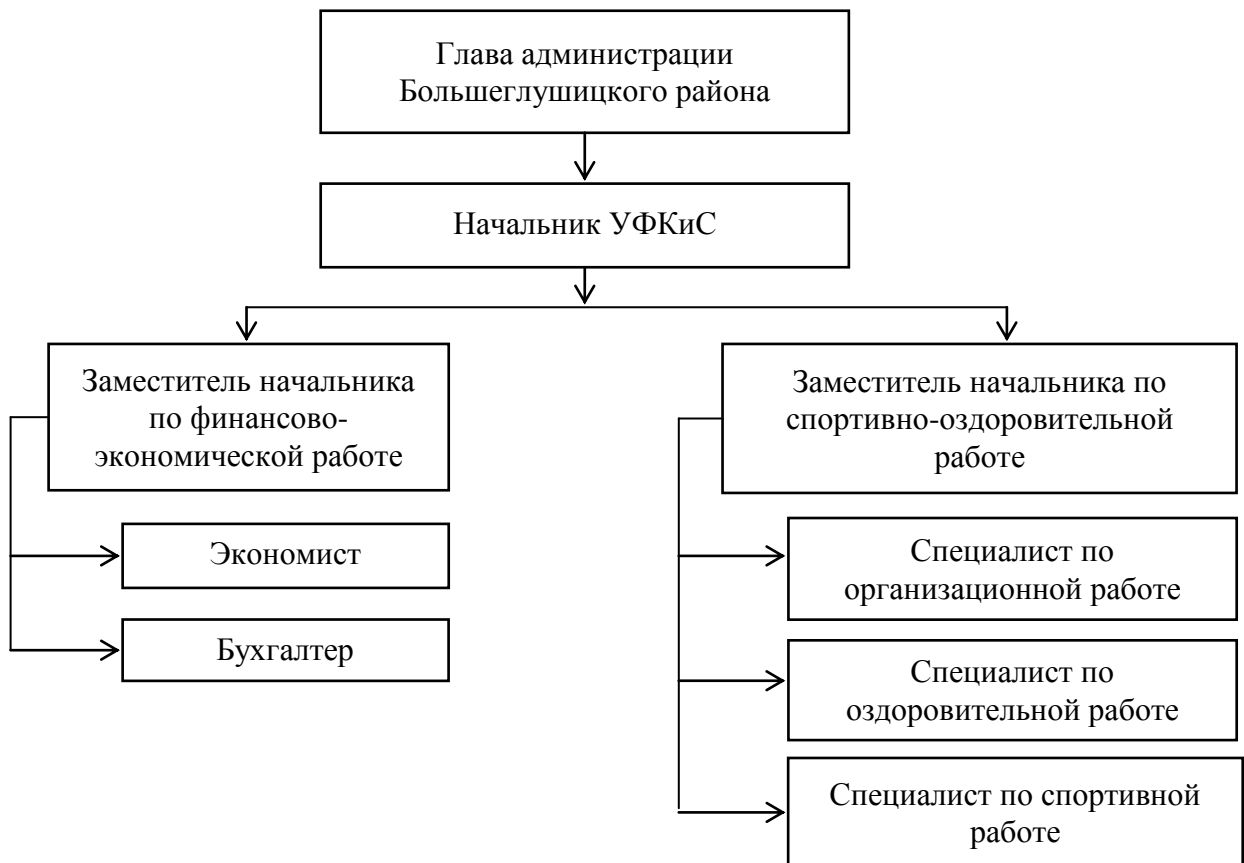 Глава администрации
Большеглушицкого района
Начальник УФКиС
Заместитель начальника
по финансово-
экономической работе
Экономист
Бухгалтер
Заместитель начальника по
спортивно-оздоровительной
работе
Специалист по
организационной работе
Специалист по
оздоровительной работе
Специалист по спортивной
работе